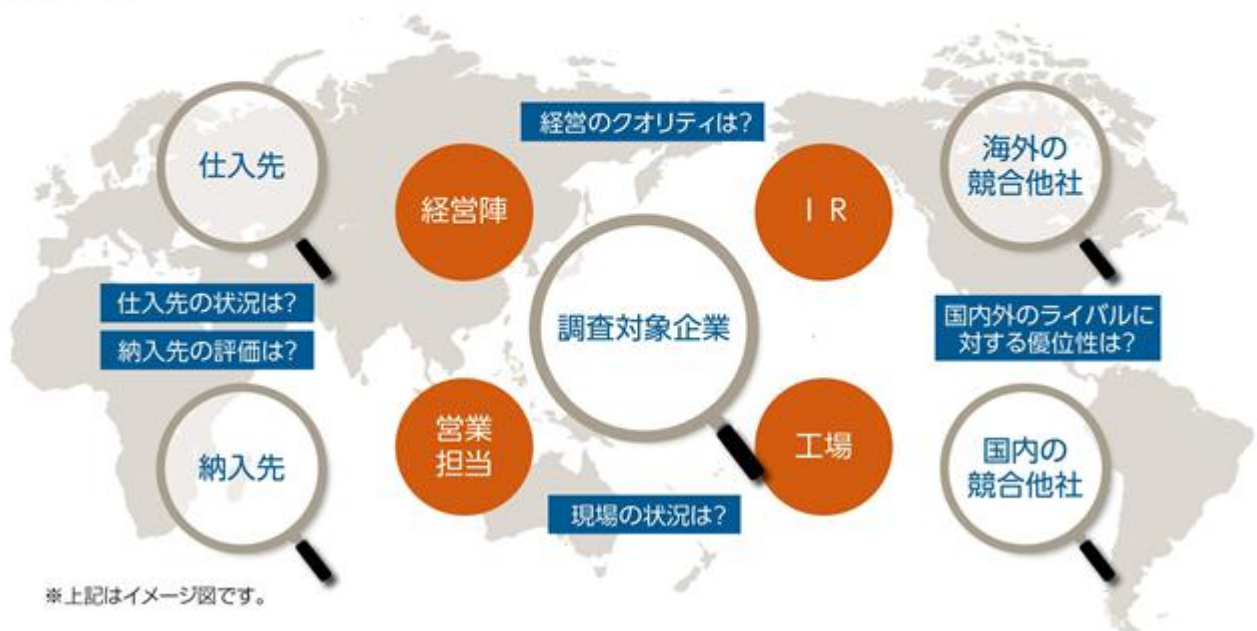 仕入先
仕入先の状況は?
納入先の評価は?
納入先
経営のクオリティは?
経営陣
IR
調査対象企業
営業
担当
工場
現場の状況は?
海外の
競合他社
国内外のライバルに
対する優位性は?
国内の
競合他社
※上記はイメージ図です。